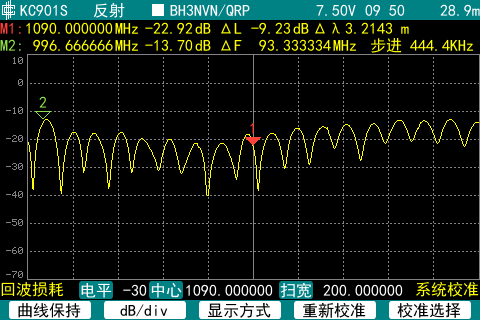 KC901S 反射 BH3NVN/QRP 7.50V 09 50 28.9m
M1:1090.000000MHz -22.92dB ΔL -9.23dB Δλ 3.2143 m
M2: 996.666666MHz -13.70dB ΔF 93.333334MHz 步进 444.4KHz
10
0
-10
2
1
-20
-30
-40
-50
-60
-70
回波损耗 电平 -30 中心 1090.000000 扫宽 200.000000 系统校准
曲线保持 dB/div 显示方式 重新校准 校准选择